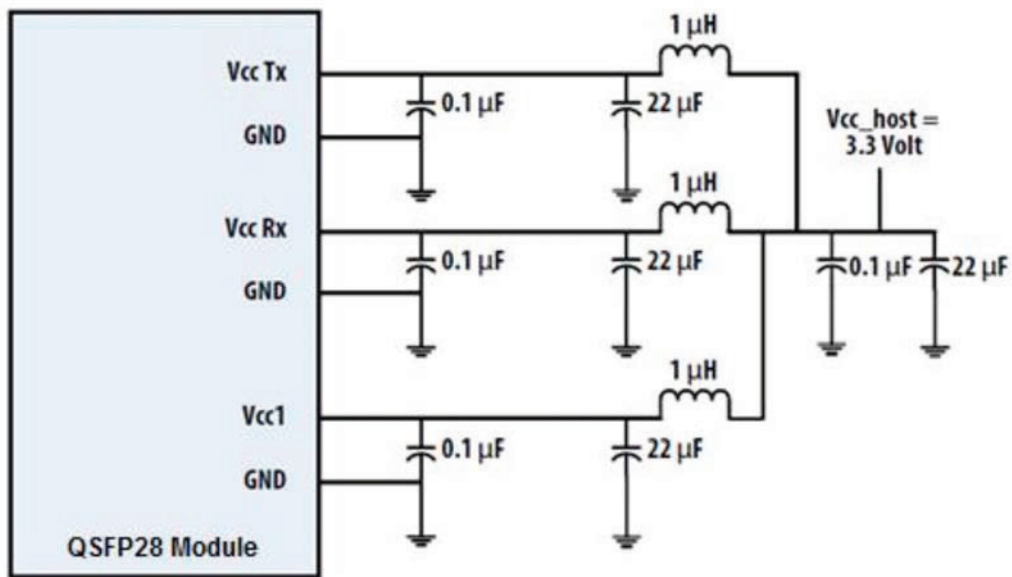 1 μH
Vcc Tx
0.1 μF
22 μF
GND
Vcc_host =
3.3 Volt
1 μH
Vcc Rx
0.1 μF
22 μF
0.1 μF
22 μF
GND
1 μH
Vcc1
0.1 μF
22 μF
GND
QSFP28 Module